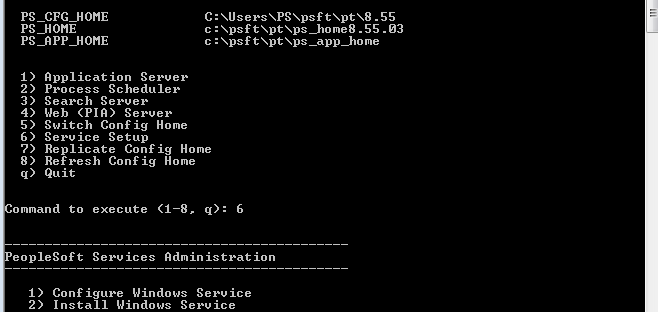 PS_CFG_HOME C:\Users\PS\psft\pt\8.55
PS_HOME c:\psft\pt\ps_home8.55.03
PS_APP_HOME c:\psft\pt\ps_app_home
1) Application Server
2) Process Scheduler
3) Search Server
4) Web (PIA) Server
5) Switch Config Home
6) Service Setup
7) Replicate Config Home
8) Refresh Config Home
q) Quit
Command to execute (1-8, q): 6
-------------------------------------------
PeopleSoft Services Administration
-------------------------------------------
1) Configure Windows Service
2) Install Windows Service